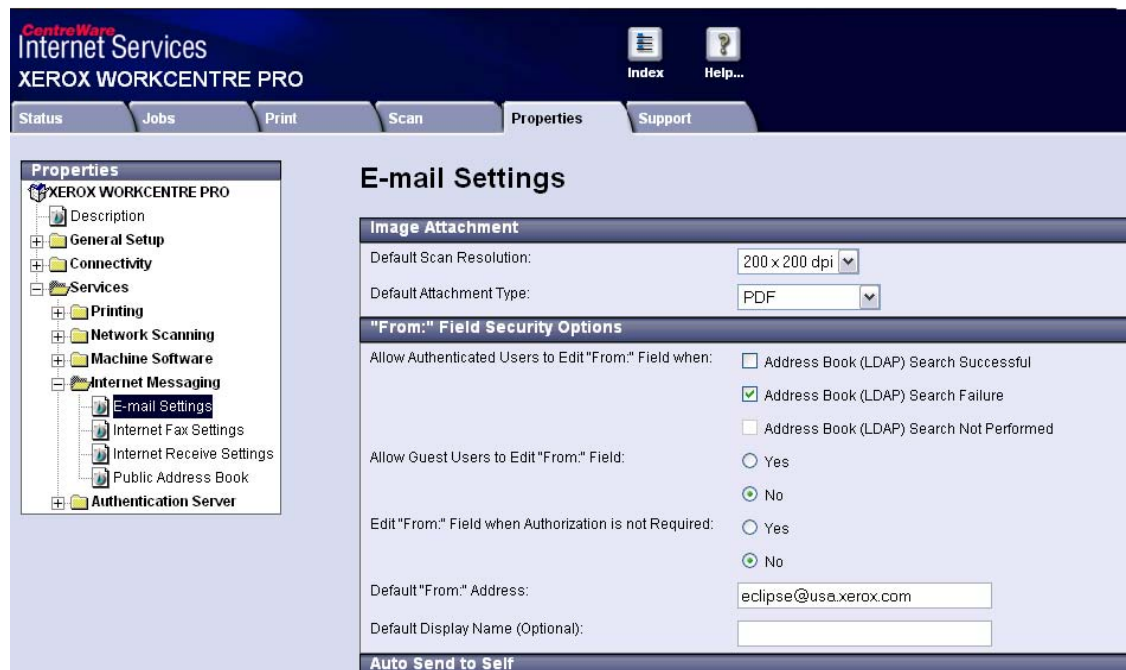 CentreWare
Internet Services
XEROX WORKCENTRE PRO
Index
Help...
Status
Jobs
Print
Scan
Properties
Support
Properties
XEROX WORKCENTRE PRO
Description
General Setup
Connectivity
Services
Printing
Network Scanning
Machine Software
Internet Messaging
E-mail Settings
Internet Fax Settings
Internet Receive Settings
Public Address Book
Authentication Server
E-mail Settings
Image Attachment
Default Scan Resolution:
200 x 200 dpi
Default Attachment Type:
PDF
"From:" Field Security Options
Allow Authenticated Users to Edit "From:" Field when:
Address Book (LDAP) Search Successful
Address Book (LDAP) Search Failure
Address Book (LDAP) Search Not Performed
Allow Guest Users to Edit "From:" Field:
Yes
No
Edit "From:" Field when Authorization is not Required:
Yes
No
Default "From:" Address:
eclipse@usa.xerox.com
Default Display Name (Optional):
Auto Send to Self